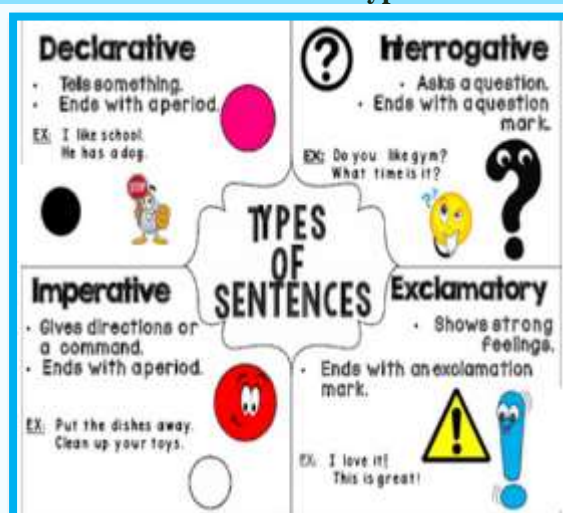 Declarative
• Tells something.
• Ends with a period.
EX: I like school.
He has a dog.
STOP
Interrogative
• Asks a question.
• Ends with a question
mark.
EX: Do you like gym?
What time is it?
TYPES
OF
SENTENCES
Imperative
• Gives directions or
a command.
• Ends with a period.
EX: Put the dishes away.
Clean up your toys.
Exclamatory
• Shows strong
feelings.
• Ends with an exclamation
mark.
EX: I love it!
This is great!